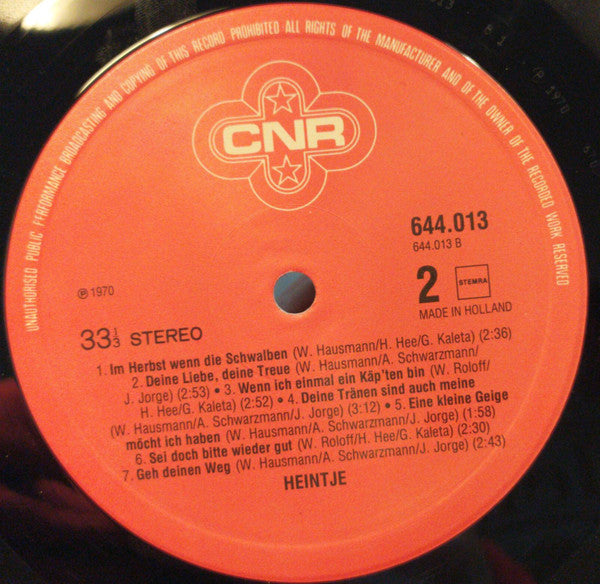 UNAUTHORISED PUBLIC PERFORMANCE BROADCASTING AND COPYING OF THIS RECORD PROHIBITED ALL RIGHTS OF THE MANUFACTURER AND OF THE OWNER OF THE RECORDED WORK RESERVED
CNR
644.013
644.013 B
2 STEMRA
℗ 1970
MADE IN HOLLAND
33⅓ STEREO
1. Im Herbst wenn die Schwalben (W. Hausmann/H. Hee/G. Kaleta) (2:36)
2. Deine Liebe, deine Treue (W. Hausmann/A. Schwarzmann/
J. Jorge) (2:53) • 3. Wenn ich einmal ein Käp'ten bin (W. Roloff/
H. Hee/G. Kaleta) (2:52) • 4. Deine Tränen sind auch meine
(W. Hausmann/A. Schwarzmann/J. Jorge) (3:12) • 5. Eine kleine Geige
möcht ich haben (W. Hausmann/A. Schwarzmann/J. Jorge) (1:58)
6. Sei doch bitte wieder gut (W. Roloff/H. Hee/G. Kaleta) (2:30)
7. Geh deinen Weg (W. Hausmann/A. Schwarzmann/J. Jorge) (2:43)
HEINTJE